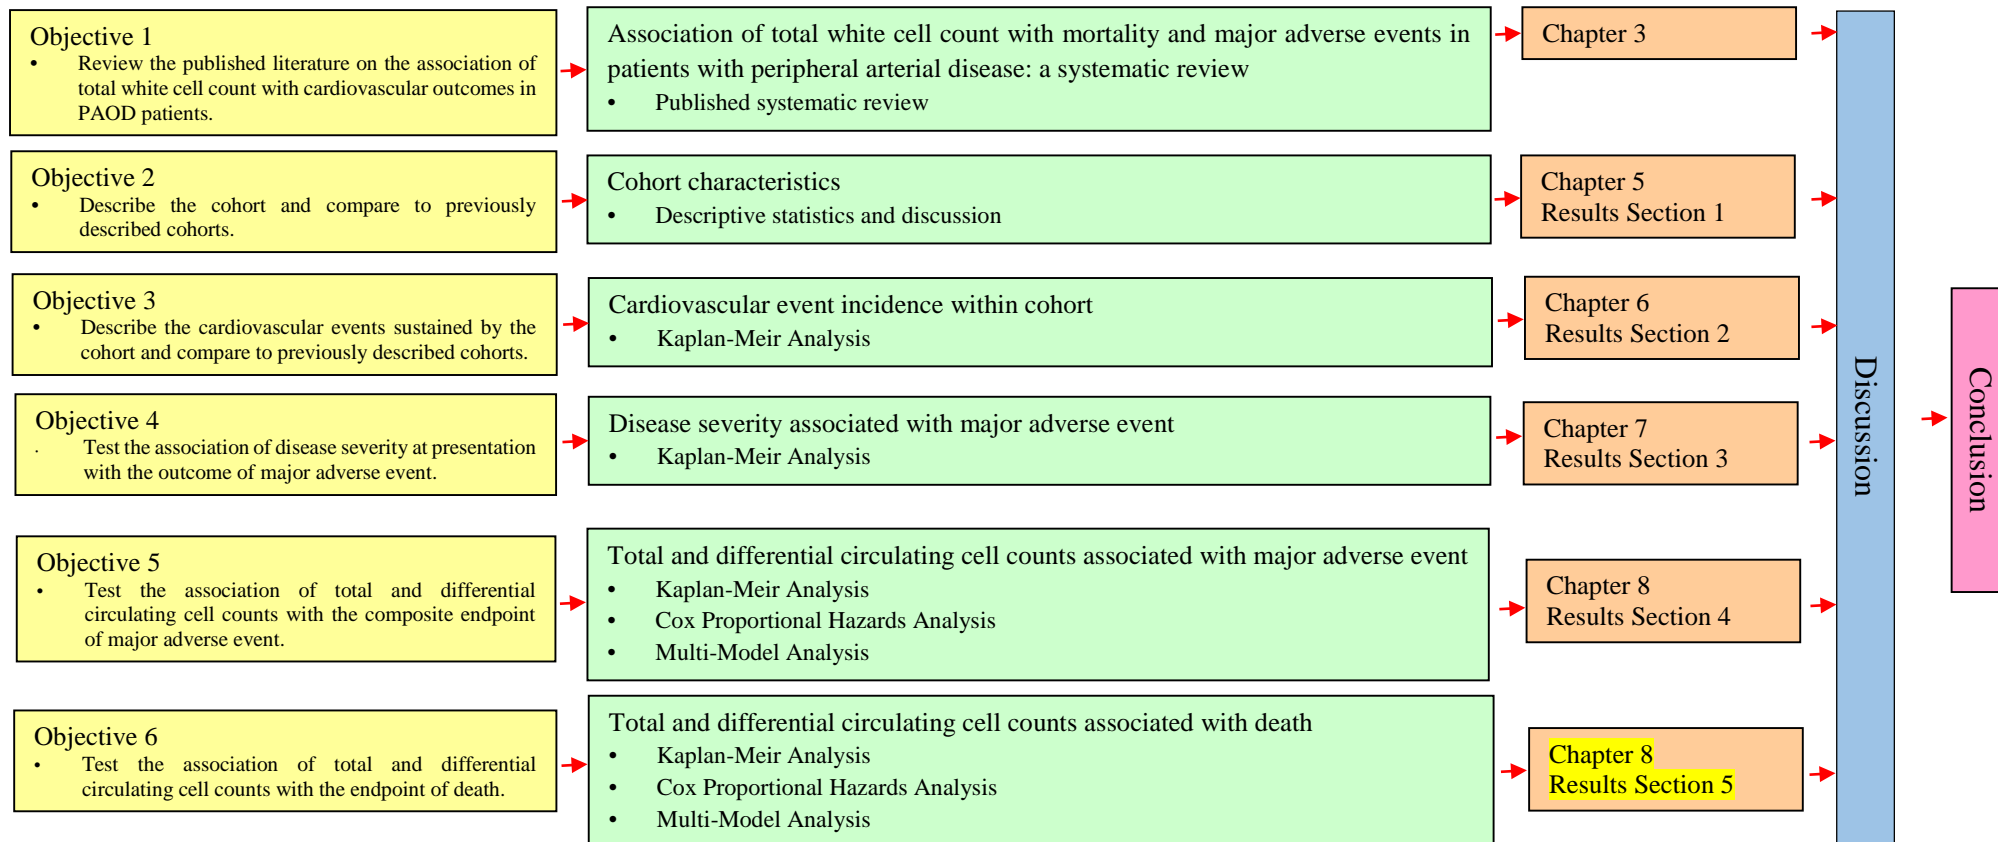 Objective 1
• Review the published literature on the association of
total white cell count with cardiovascular outcomes in
PAOD patients.
Association of total white cell count with mortality and major adverse events in
patients with peripheral arterial disease: a systematic review
• Published systematic review
Chapter 3
Objective 2
• Describe the cohort and compare to previously
described cohorts.
Cohort characteristics
• Descriptive statistics and discussion
Chapter 5
Results Section 1
Objective 3
• Describe the cardiovascular events sustained by the
cohort and compare to previously described cohorts.
Cardiovascular event incidence within cohort
• Kaplan-Meir Analysis
Chapter 6
Results Section 2
Objective 4
. Test the association of disease severity at presentation
with the outcome of major adverse event.
Disease severity associated with major adverse event
• Kaplan-Meir Analysis
Chapter 7
Results Section 3
Objective 5
• Test the association of total and differential
circulating cell counts with the composite endpoint
of major adverse event.
Total and differential circulating cell counts associated with major adverse event
• Kaplan-Meir Analysis
• Cox Proportional Hazards Analysis
• Multi-Model Analysis
Chapter 8
Results Section 4
Objective 6
• Test the association of total and differential
circulating cell counts with the endpoint of death.
Total and differential circulating cell counts associated with death
• Kaplan-Meir Analysis
• Cox Proportional Hazards Analysis
• Multi-Model Analysis
Chapter 8
Results Section 5
Discussion
Conclusion